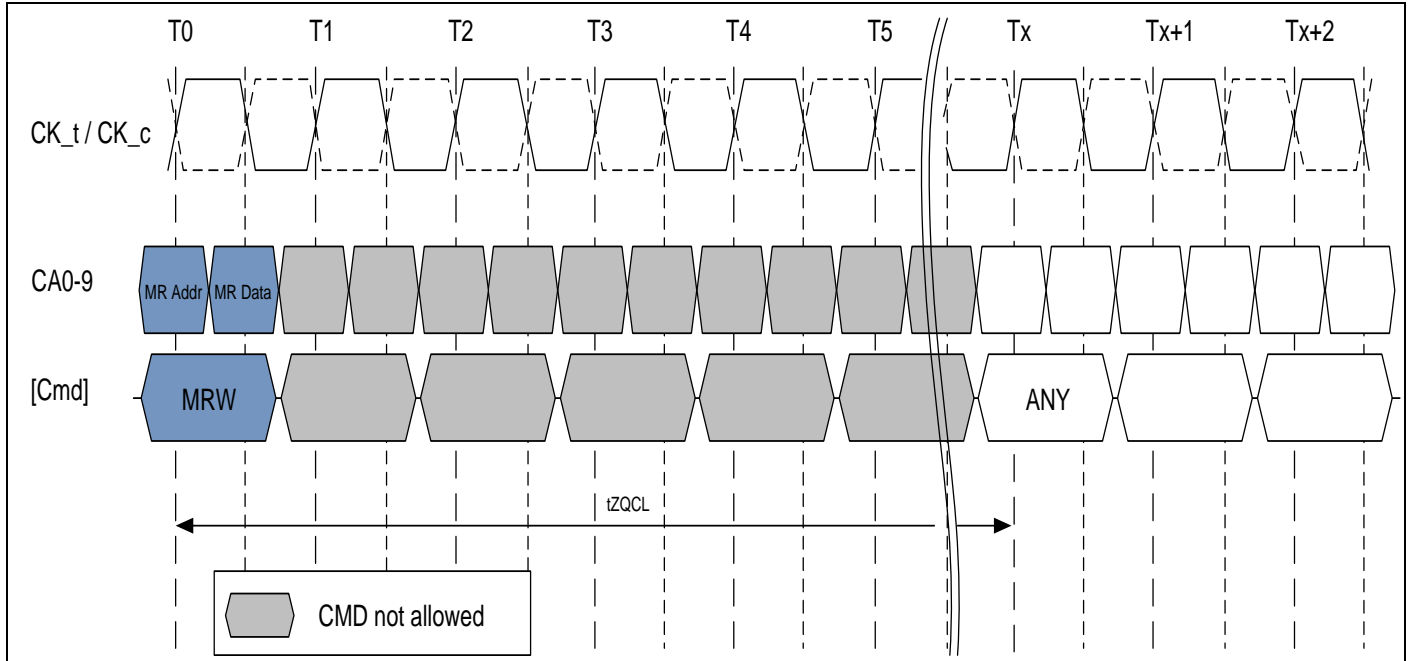 T0 T1 T2 T3 T4 T5 Tx Tx+1 Tx+2
CK_t / CK_c
CA0-9 MR Addr MR Data
[Cmd] MRW ANY
tZQCL
CMD not allowed